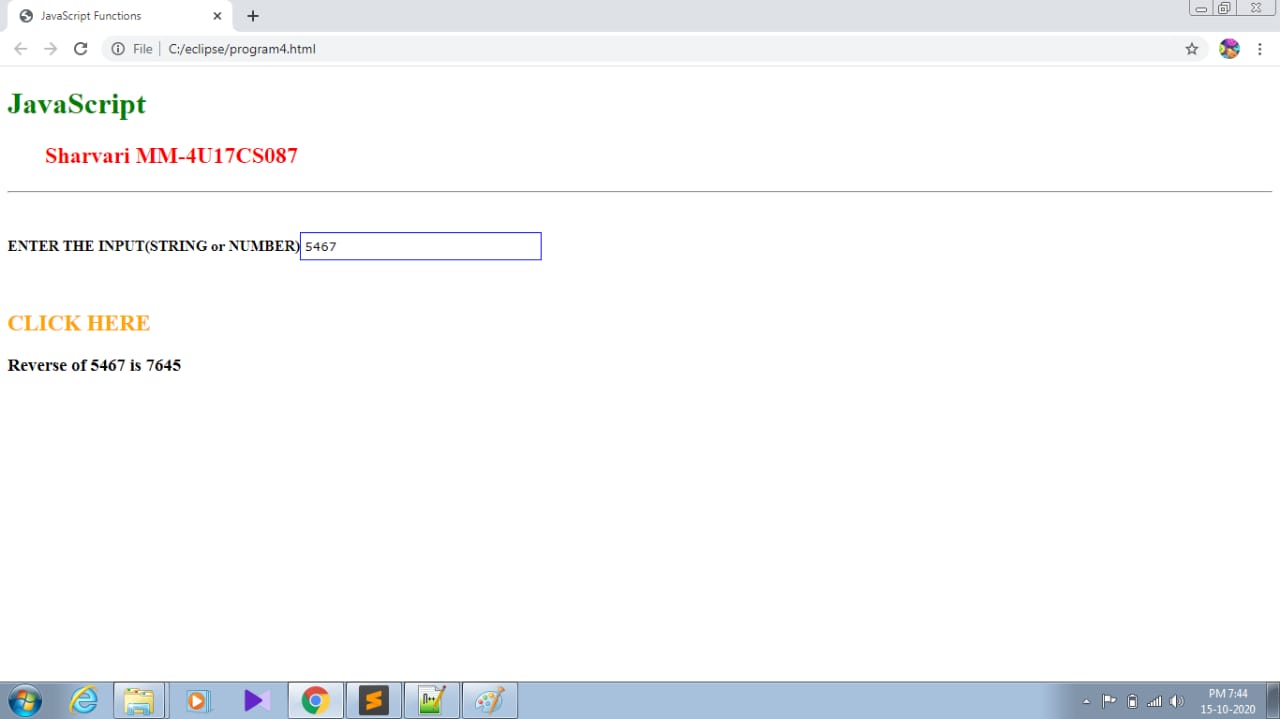 JavaScript Functions
File
C:/eclipse/program4.html
JavaScript
Sharvari MM-4U17CS087
ENTER THE INPUT(STRING or NUMBER) 5467
CLICK HERE
Reverse of 5467 is 7645
PM 7:44
15-10-2020